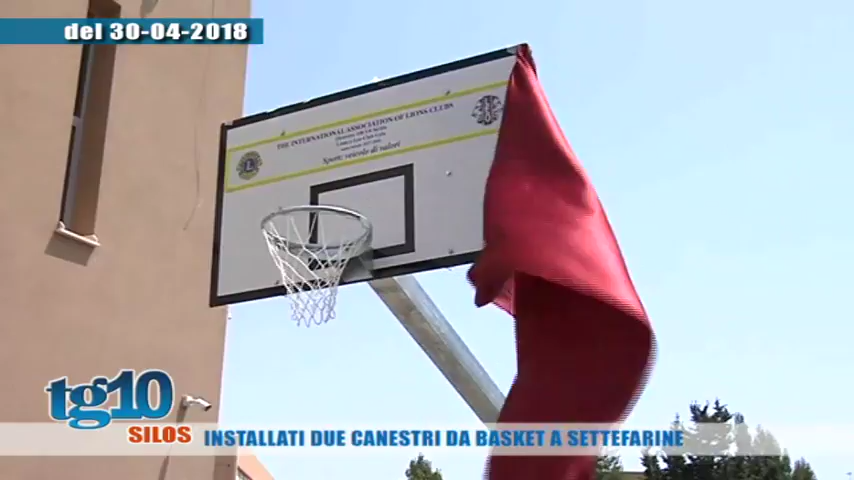 del 30-04-2018
THE INTERNATIONAL ASSOCIATION OF LIONS CLUBS
Sport: veicolo di valori
tg10
SILOS
INSTALLATI DUE CANESTRI DA BASKET A SETTEFARINE